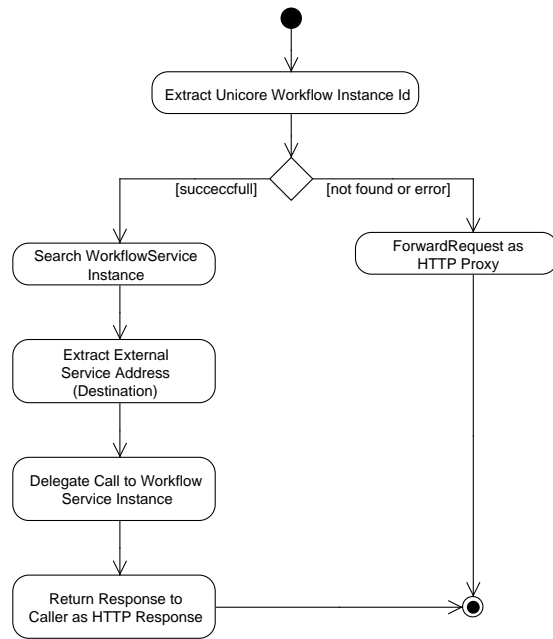 Extract Unicore Workflow Instance Id
[succeccfull]
[not found or error]
Search WorkflowService
Instance
ForwardRequest as
HTTP Proxy
Extract External
Service Address
(Destination)
Delegate Call to Workflow
Service Instance
Return Response to
Caller as HTTP Response